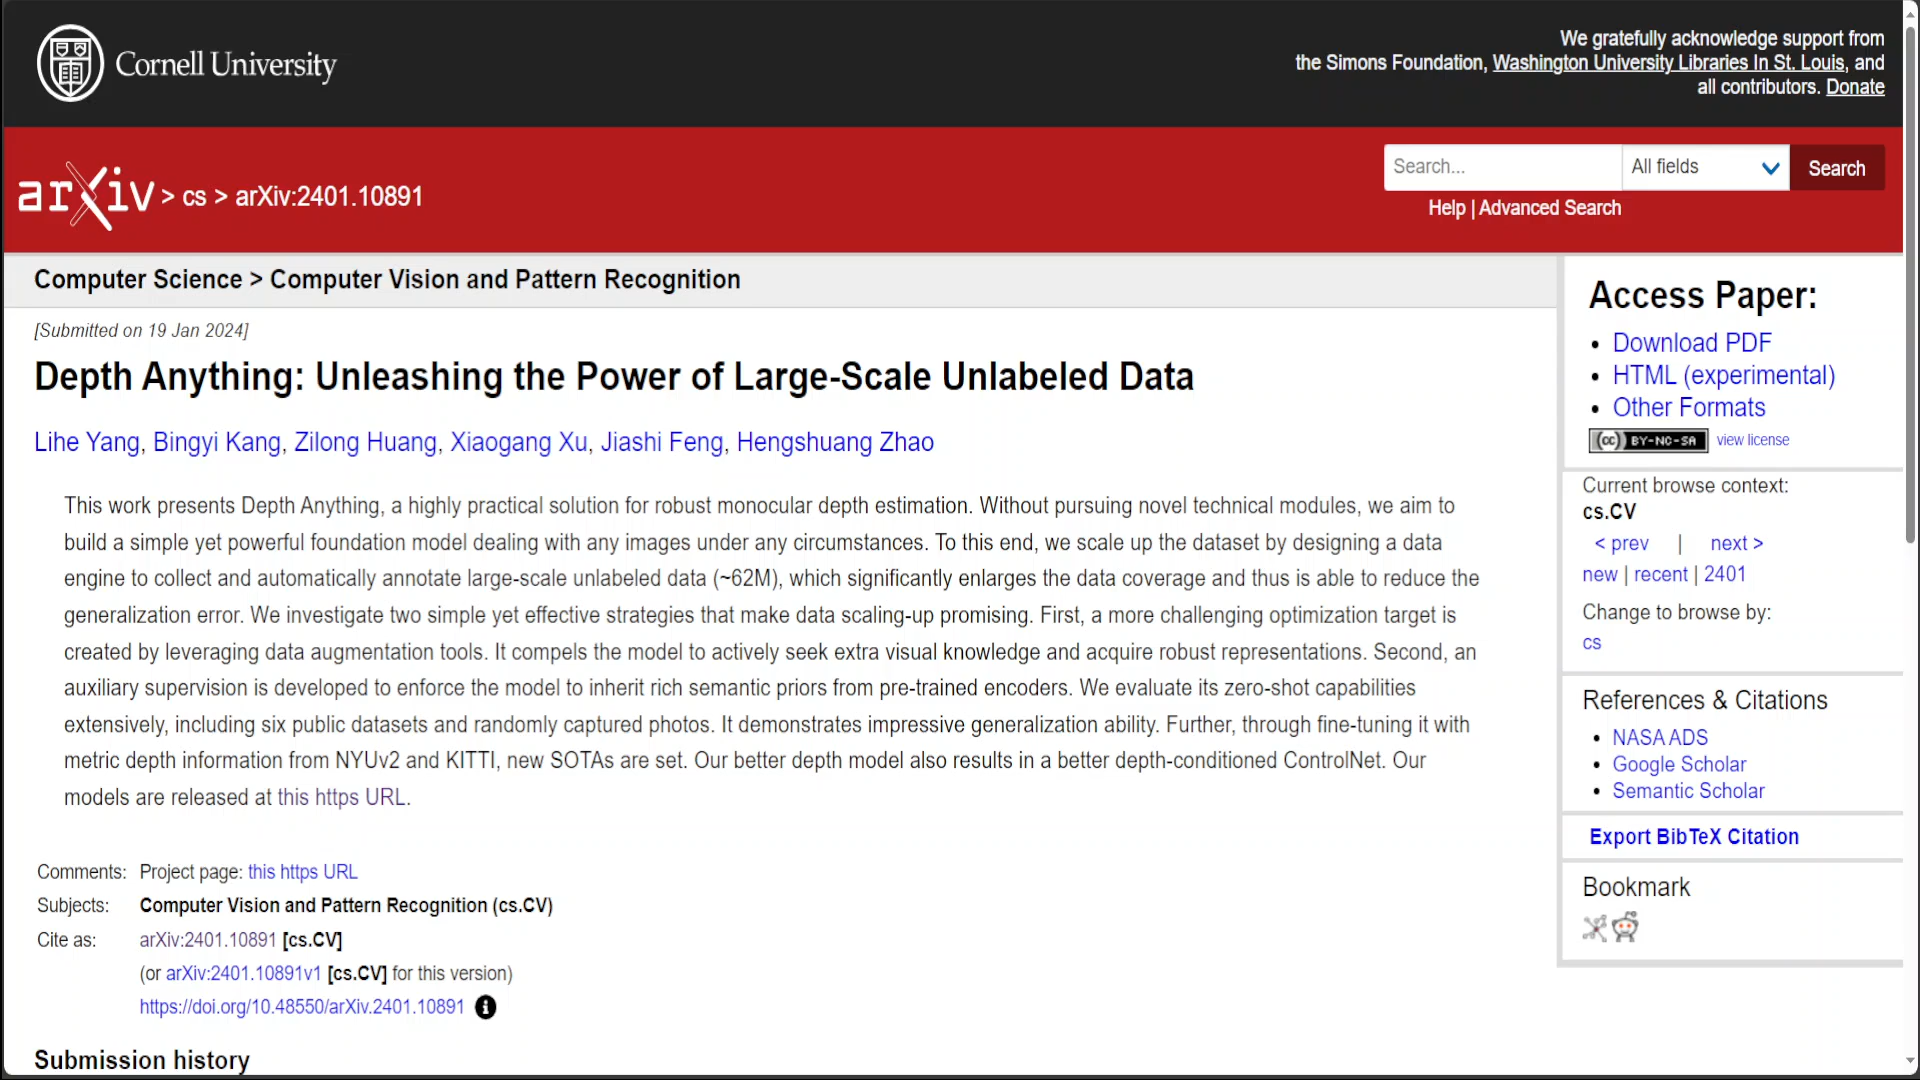 Cornell University
We gratefully acknowledge support from
the Simons Foundation, Washington University Libraries In St. Louis, and
all contributors. Donate
arXiv > cs > arXiv:2401.10891
Search...
All fields
Search
Help | Advanced Search
Computer Science > Computer Vision and Pattern Recognition
[Submitted on 19 Jan 2024]
Depth Anything: Unleashing the Power of Large-Scale Unlabeled Data
Lihe Yang, Bingyi Kang, Zilong Huang, Xiaogang Xu, Jiashi Feng, Hengshuang Zhao
This work presents Depth Anything, a highly practical solution for robust monocular depth estimation. Without pursuing novel technical modules, we aim to
build a simple yet powerful foundation model dealing with any images under any circumstances. To this end, we scale up the dataset by designing a data
engine to collect and automatically annotate large-scale unlabeled data (~62M), which significantly enlarges the data coverage and thus is able to reduce the
generalization error. We investigate two simple yet effective strategies that make data scaling-up promising. First, a more challenging optimization target is
created by leveraging data augmentation tools. It compels the model to actively seek extra visual knowledge and acquire robust representations. Second, an
auxiliary supervision is developed to enforce the model to inherit rich semantic priors from pre-trained encoders. We evaluate its zero-shot capabilities
extensively, including six public datasets and randomly captured photos. It demonstrates impressive generalization ability. Further, through fine-tuning it with
metric depth information from NYUv2 and KITTI, new SOTAs are set. Our better depth model also results in a better depth-conditioned ControlNet. Our
models are released at this https URL.
Comments: Project page: this https URL
Subjects: Computer Vision and Pattern Recognition (cs.CV)
Cite as: arXiv:2401.10891 [cs.CV]
(or arXiv:2401.10891v1 [cs.CV] for this version)
https://doi.org/10.48550/arXiv.2401.10891
Submission history
Access Paper:
• Download PDF
• HTML (experimental)
• Other Formats
(cc) BY-NC-SA view license
Current browse context:
cs.CV
< prev | next >
new | recent | 2401
Change to browse by:
cs
References & Citations
• NASA ADS
• Google Scholar
• Semantic Scholar
Export BibTeX Citation
Bookmark